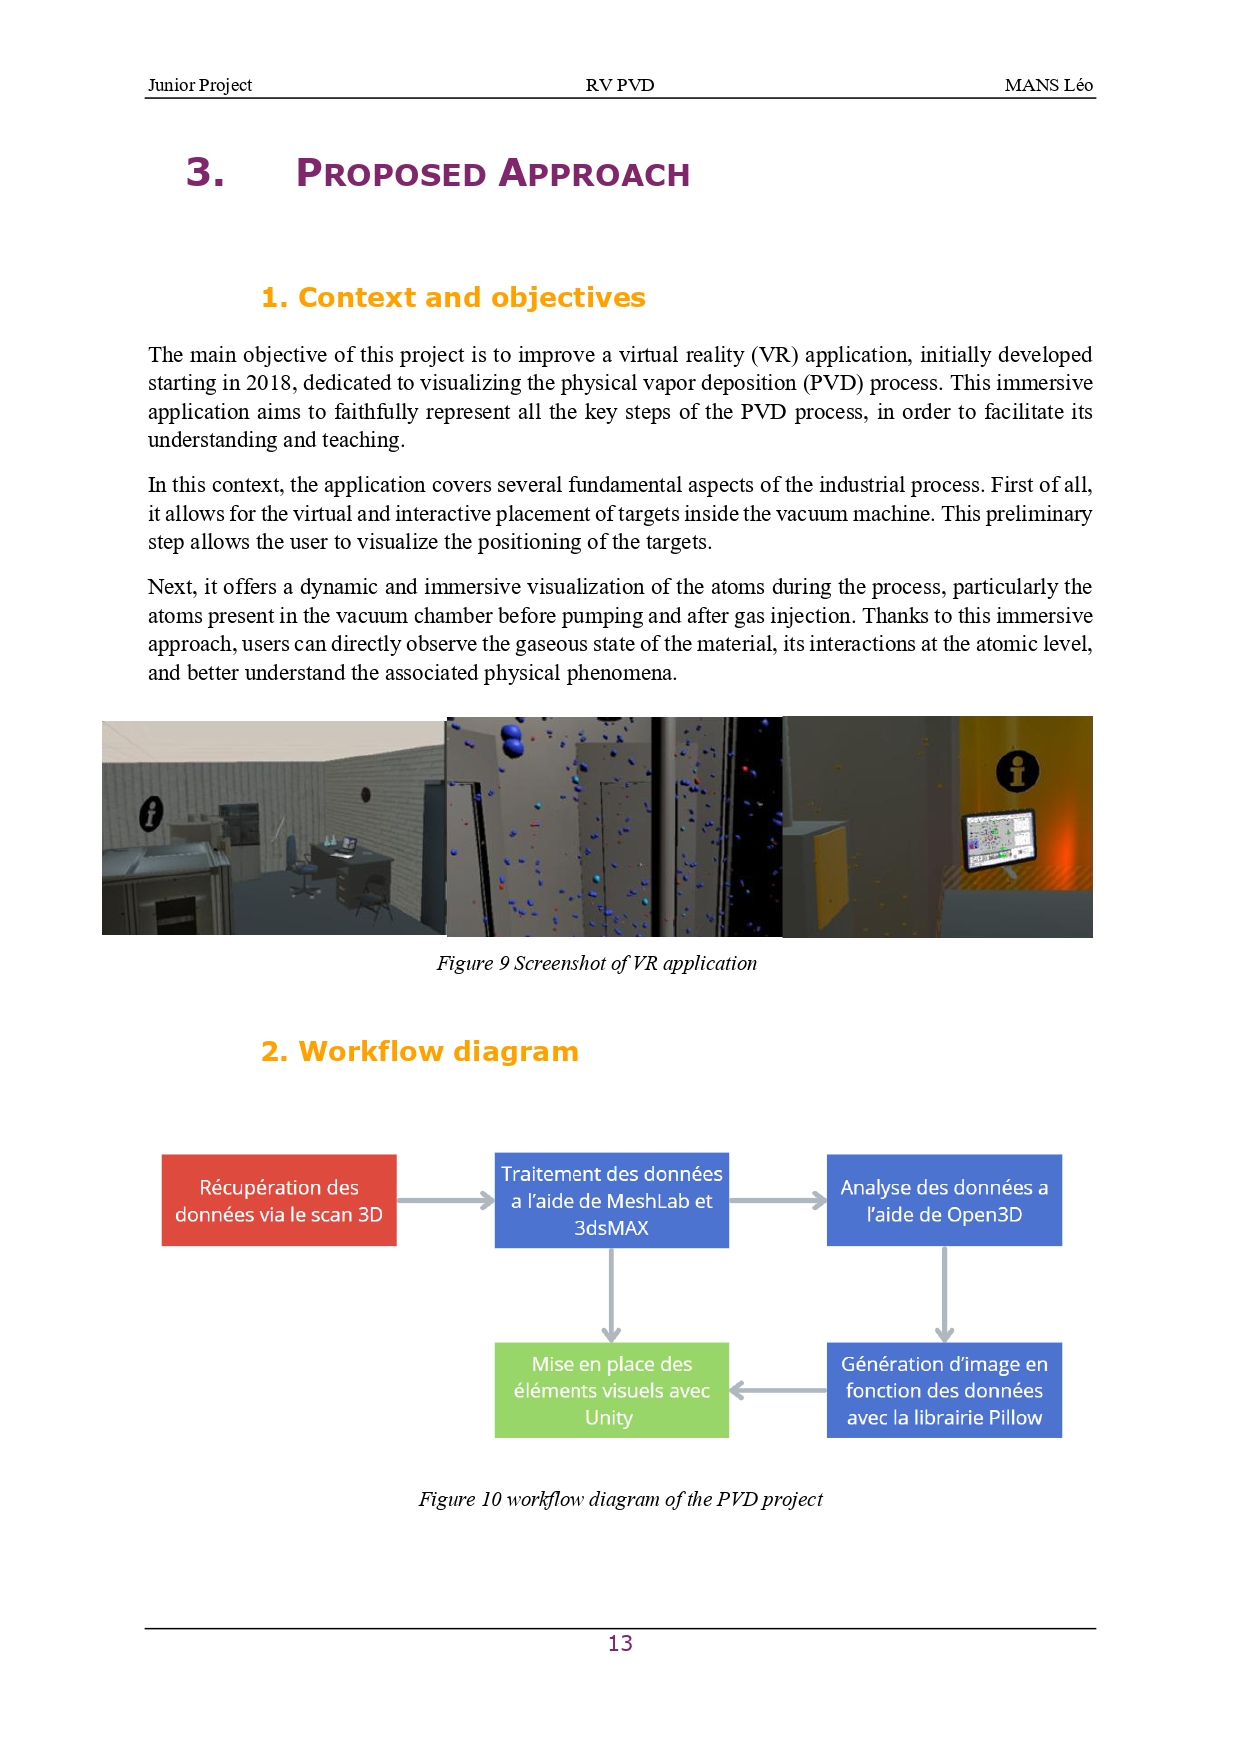 Junior Project RV PVD MANS Léo
3. PROPOSED APPROACH
1. Context and objectives
The main objective of this project is to improve a virtual reality (VR) application, initially developed
starting in 2018, dedicated to visualizing the physical vapor deposition (PVD) process. This immersive
application aims to faithfully represent all the key steps of the PVD process, in order to facilitate its
understanding and teaching.
In this context, the application covers several fundamental aspects of the industrial process. First of all,
it allows for the virtual and interactive placement of targets inside the vacuum machine. This preliminary
step allows the user to visualize the positioning of the targets.
Next, it offers a dynamic and immersive visualization of the atoms during the process, particularly the
atoms present in the vacuum chamber before pumping and after gas injection. Thanks to this immersive
approach, users can directly observe the gaseous state of the material, its interactions at the atomic level,
and better understand the associated physical phenomena.
i
i
Figure 9 Screenshot of VR application
2. Workflow diagram
Récupération des
données via le scan 3D
Traitement des données
a l'aide de MeshLab et
3dsMAX
Analyse des données a
l'aide de Open3D
Mise en place des
éléments visuels avec
Unity
Génération d'image en
fonction des données
avec la librairie Pillow
Figure 10 workflow diagram of the PVD project
13